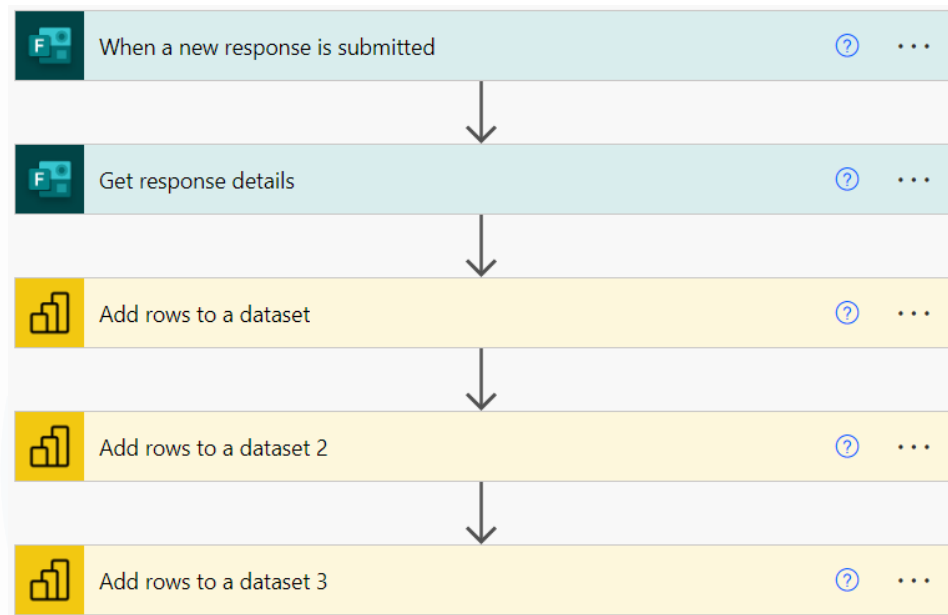 When a new response is submitted
Get response details
Add rows to a dataset
Add rows to a dataset 2
Add rows to a dataset 3